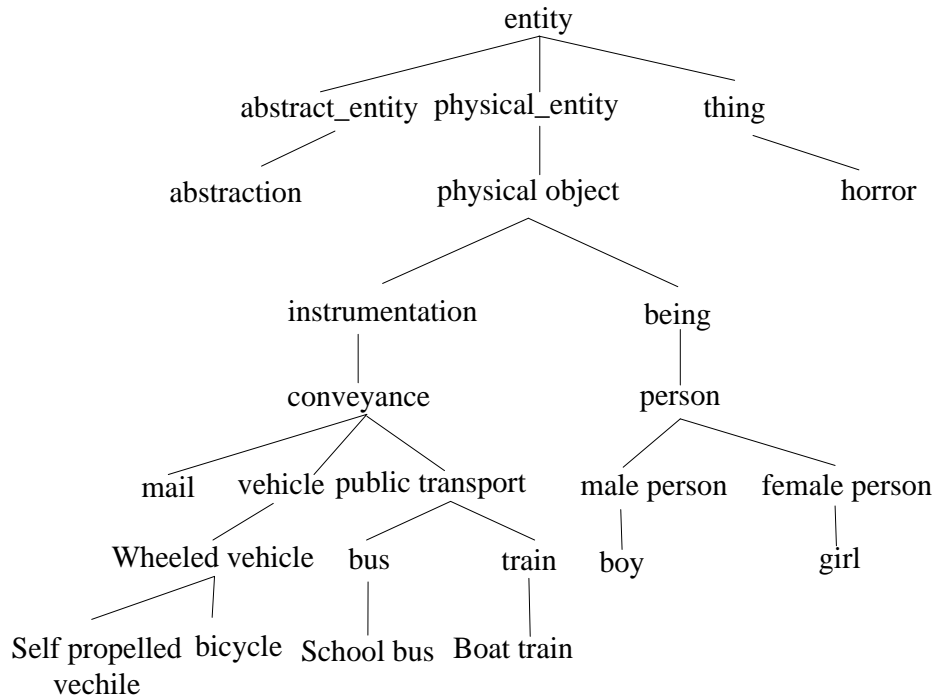 entity
abstract_entity physical_entity thing
abstraction physical object horror
instrumentation being
conveyance person
mail vehicle public transport male person female person
Wheeled vehicle bus train boy girl
Self propelled bicycle School bus Boat train
vechile